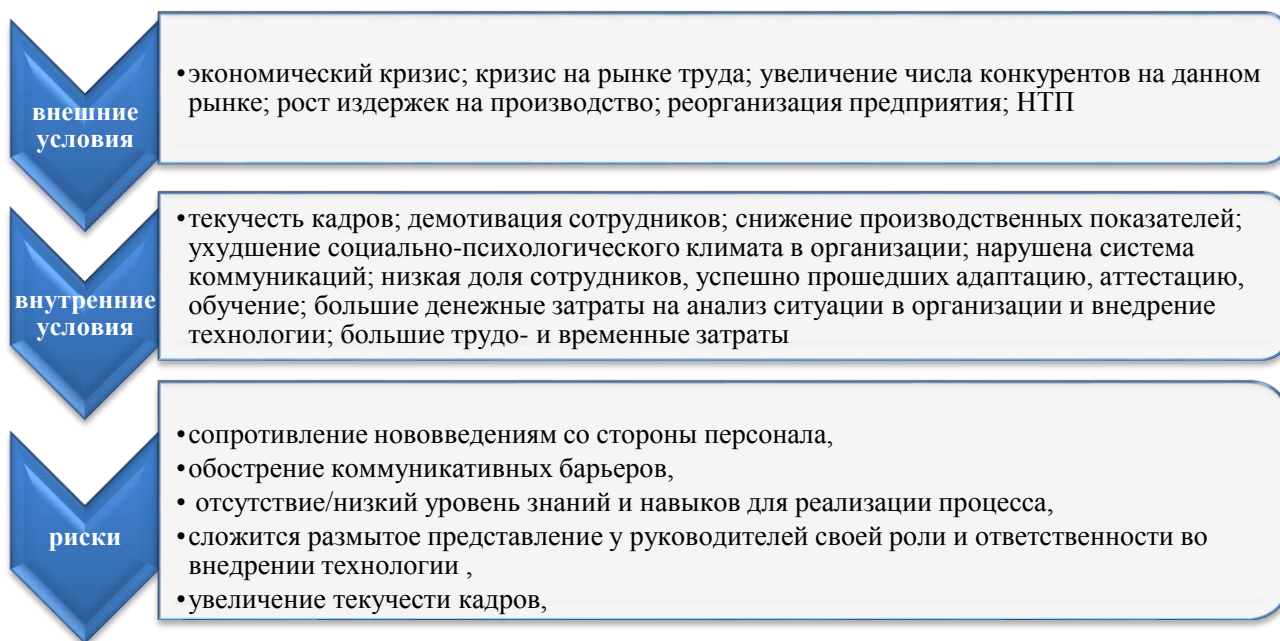 внешние
условия
•экономический кризис; кризис на рынке труда; увеличение числа конкурентов на данном
рынке; рост издержек на производство; реорганизация предприятия; НТП
внутренние
условия
•текучесть кадров; демотивация сотрудников; снижение производственных показателей;
ухудшение социально-психологического климата в организации; нарушена система
коммуникаций; низкая доля сотрудников, успешно прошедших адаптацию, аттестацию,
обучение; большие денежные затраты на анализ ситуации в организации и внедрение
технологии; большие трудо- и временные затраты
риски
•сопротивление нововведениям со стороны персонала,
•обострение коммуникативных барьеров,
• отсутствие/низкий уровень знаний и навыков для реализации процесса,
•сложится размытое представление у руководителей своей роли и ответственности во
внедрении технологии ,
•увеличение текучести кадров,